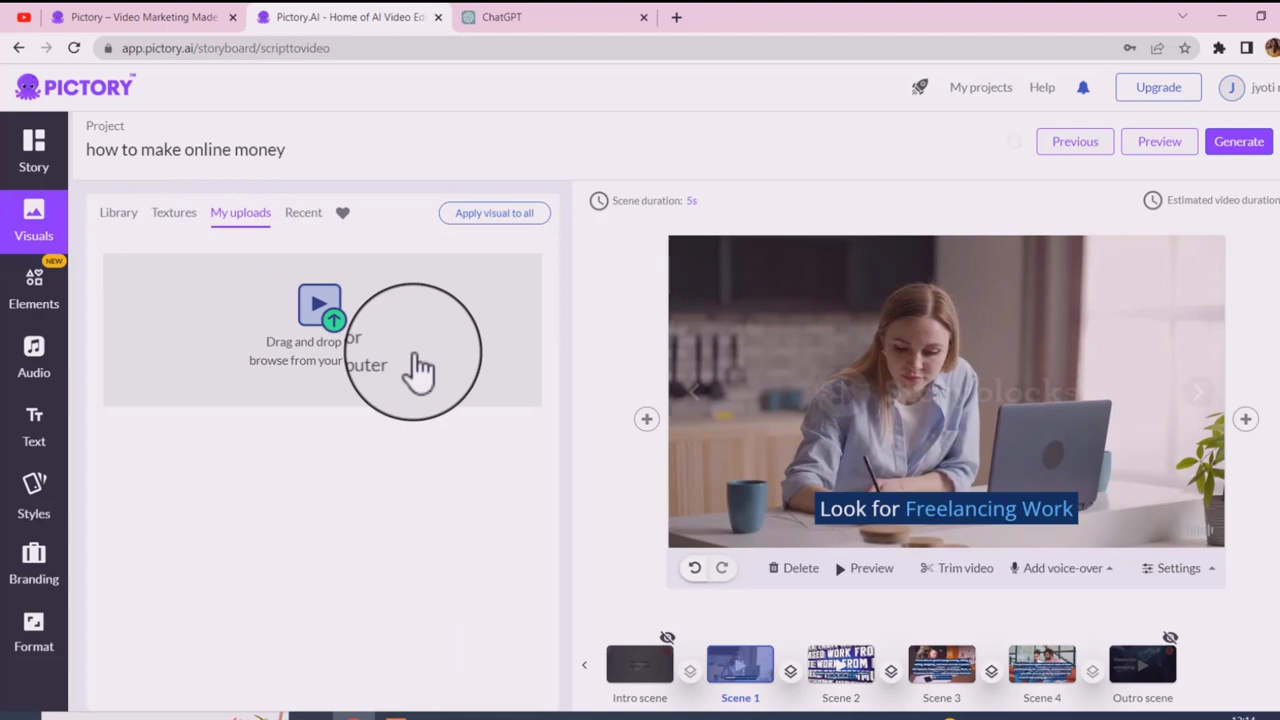 Pictory – Video Marketing Made
Pictory.AI - Home of AI Video Edi
ChatGPT
app.pictory.ai/storyboard/scripttovideo
PICTORY
My projects
Help
Upgrade
J
jyoti
Project
how to make online money
Previous
Preview
Generate
Story
Visuals
NEW
Elements
Audio
Tt
Text
Styles
Branding
Format
Library
Textures
My uploads
Recent
Apply visual to all
Drag and drop or
browse from your puter
Scene duration: 5s
Estimated video duration
Look for Freelancing Work
Delete
Preview
Trim video
Add voice-over
Settings
Intro scene
Scene 1
Scene 2
Scene 3
Scene 4
Outro scene